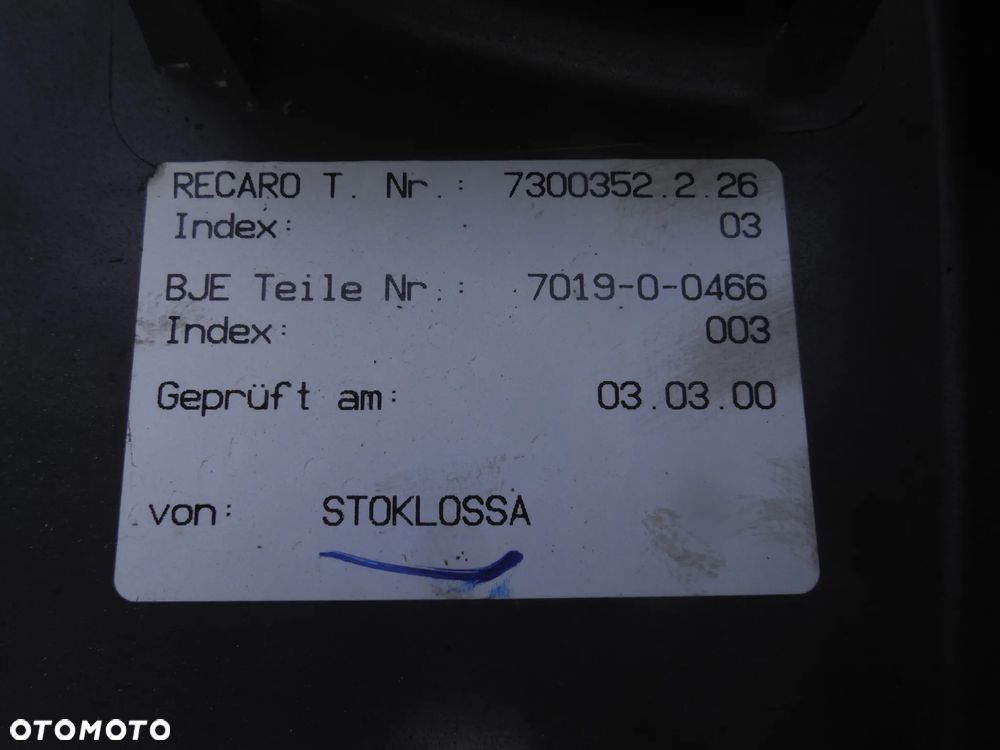 RECARO T. Nr.: 7300352.2.26
Index: 03
BJE Teile Nr.: 7019-0-0466
Index: 003
Geprüft am: 03.03.00
von: STOKLOSSA
OTOMOTO